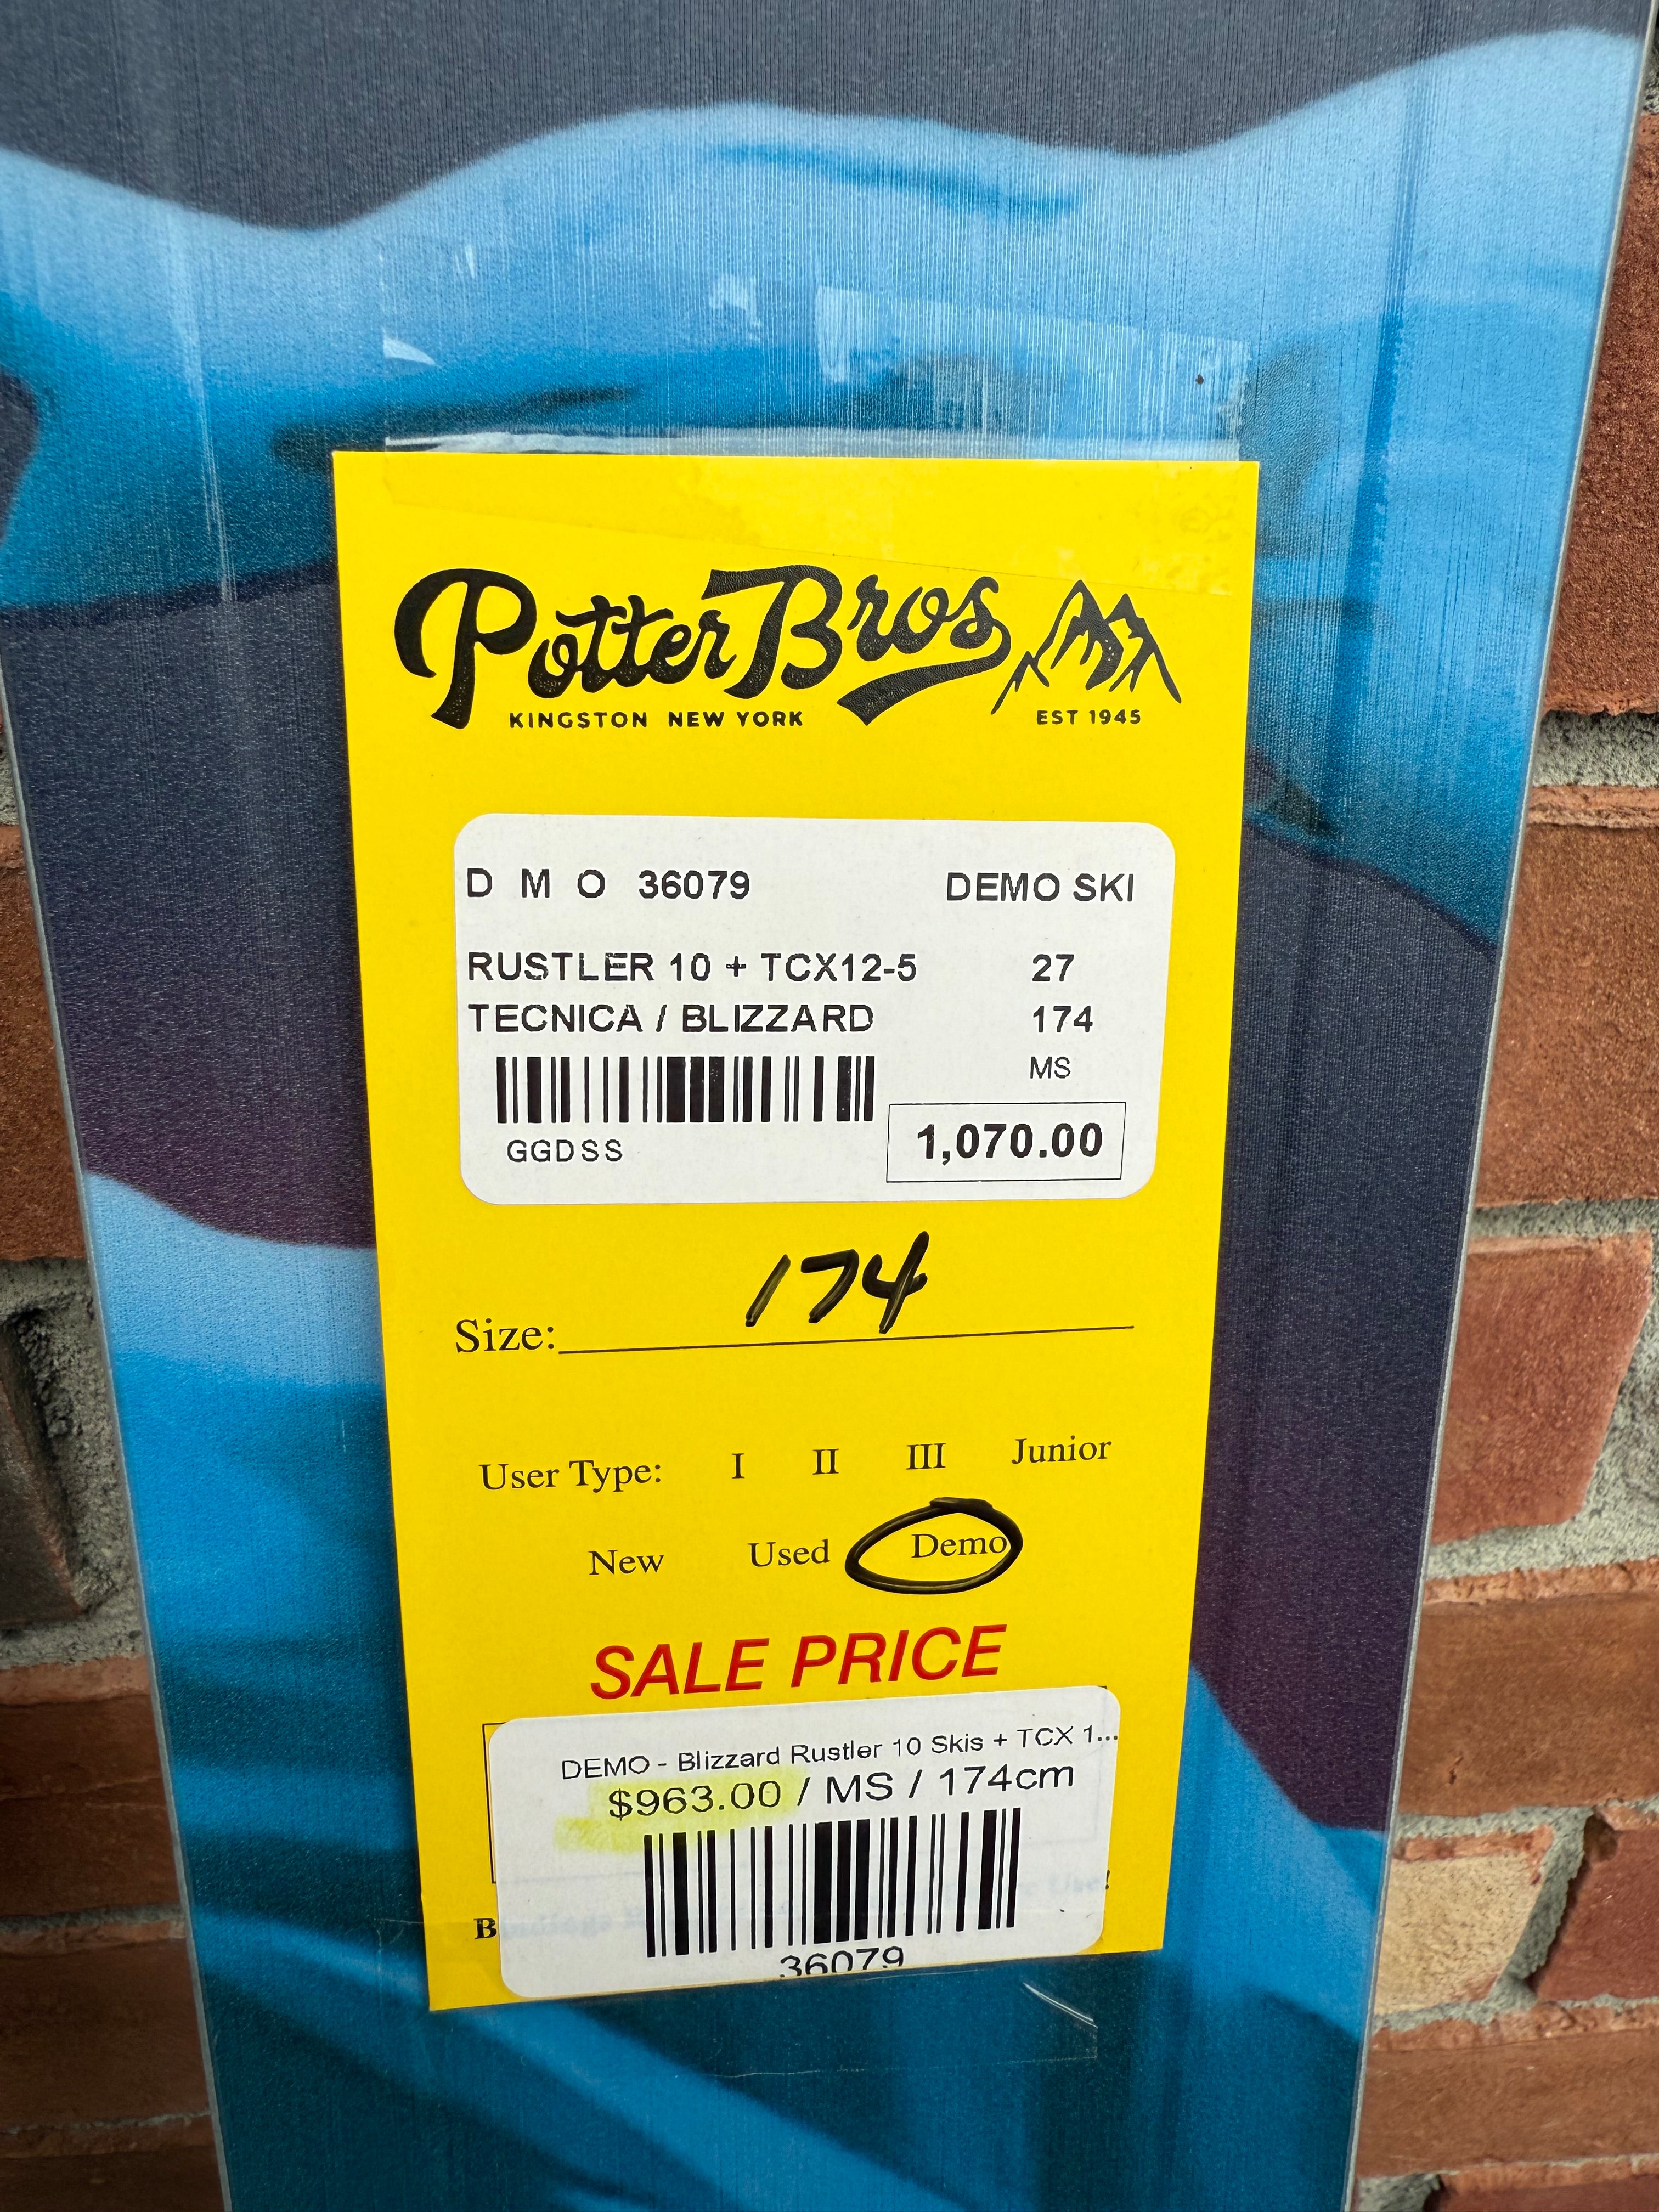 Potter Bros
KINGSTON NEW YORK
EST 1945
D M O 36079 DEMO SKI
RUSTLER 10 + TCX12-5 27
TECNICA / BLIZZARD 174
MS
GGDSS
1,070.00
174
Size:
User Type: I II III Junior
New Used Demo
SALE PRICE
DEMO - Blizzard Rustler 10 Skis + TCX 1...
$963.00 / MS / 174cm
36079